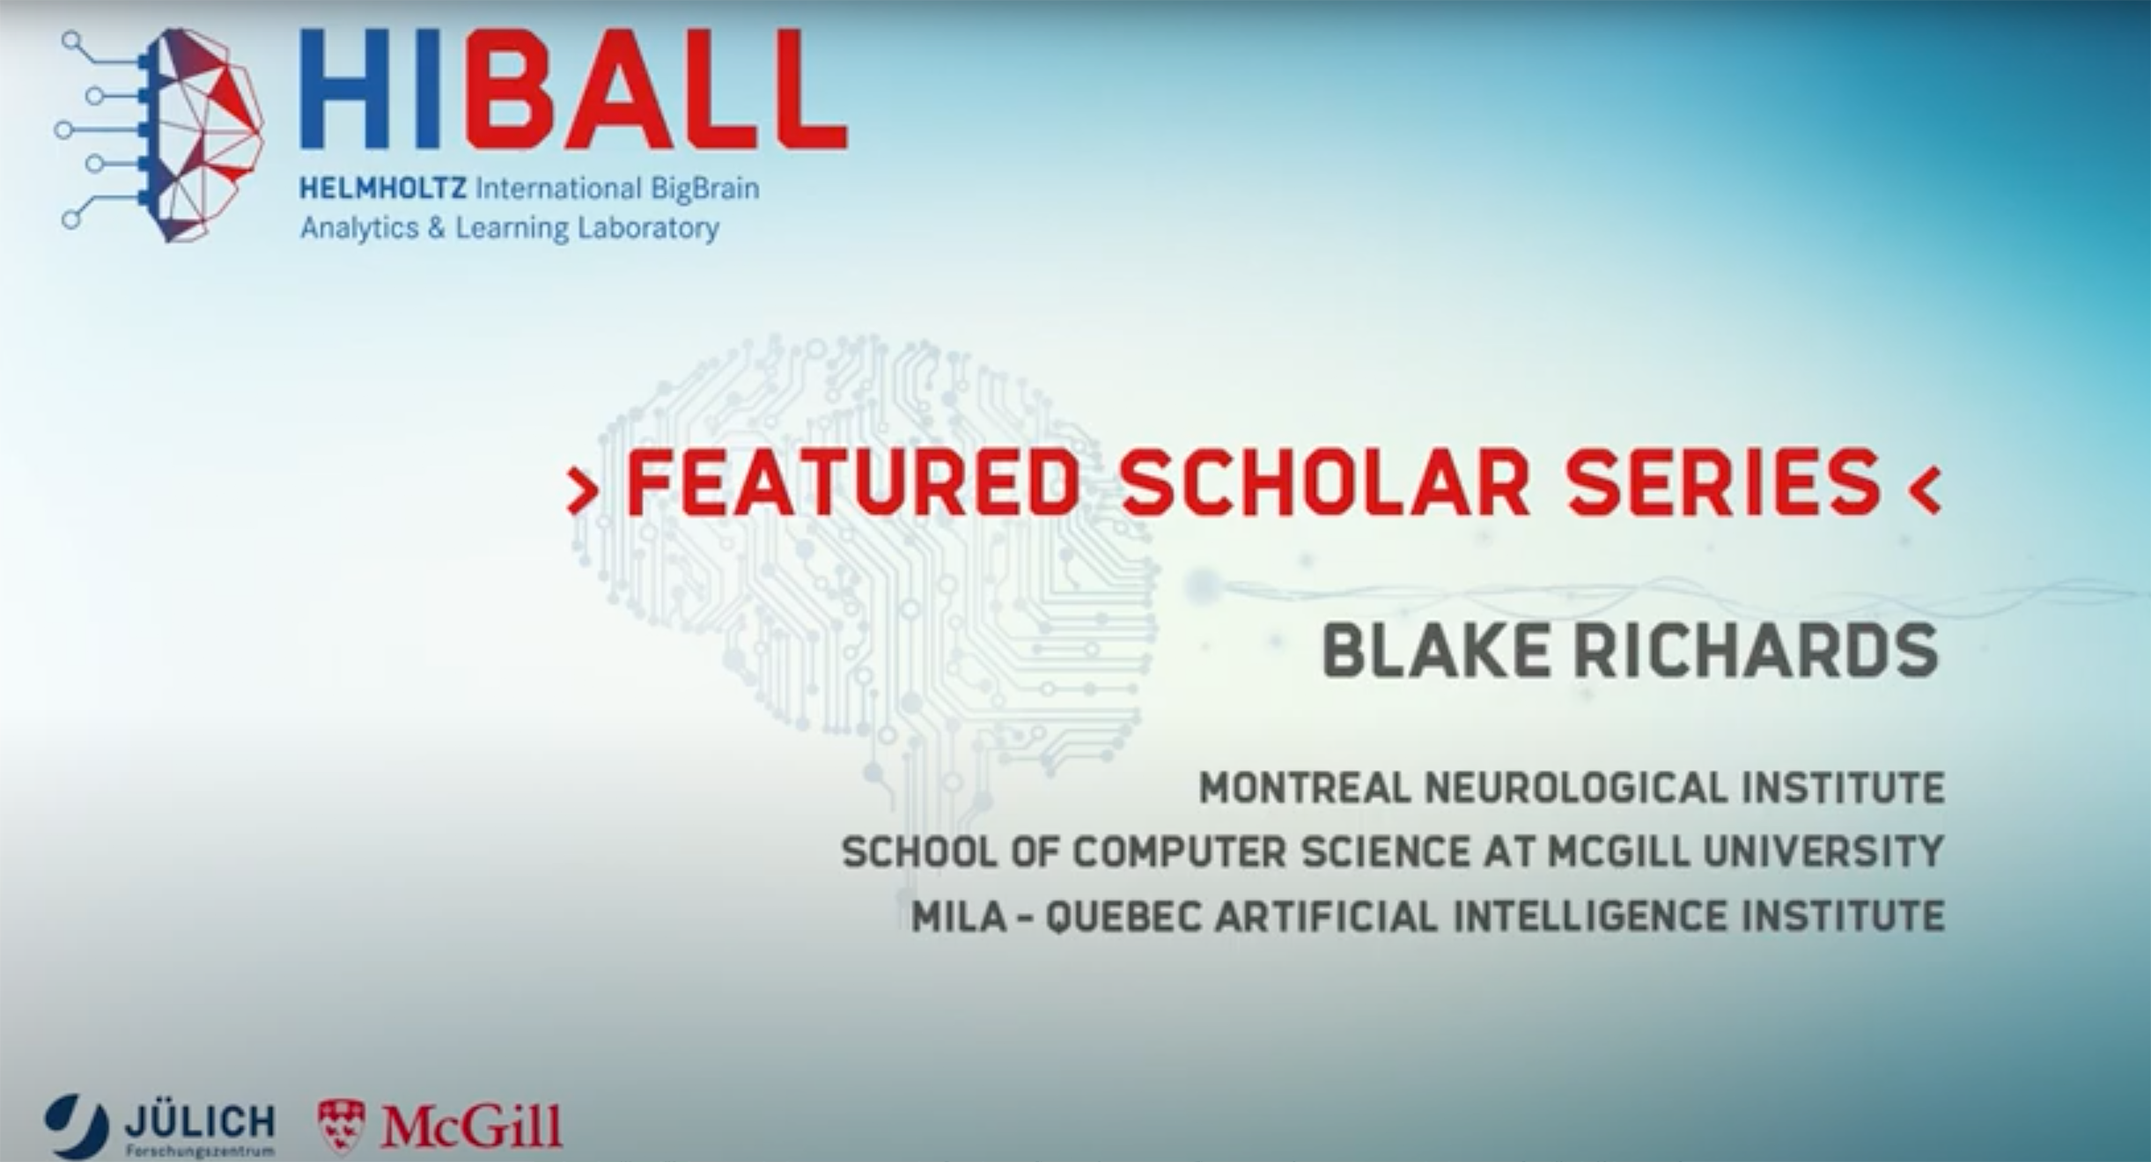 HIBALL
HELMHOLTZ International BigBrain
Analytics & Learning Laboratory
> FEATURED SCHOLAR SERIES <
BLAKE RICHARDS
MONTREAL NEUROLOGICAL INSTITUTE
SCHOOL OF COMPUTER SCIENCE AT MCGILL UNIVERSITY
MILA - QUEBEC ARTIFICIAL INTELLIGENCE INSTITUTE
JÜLICH
Forschungszentrum
McGill